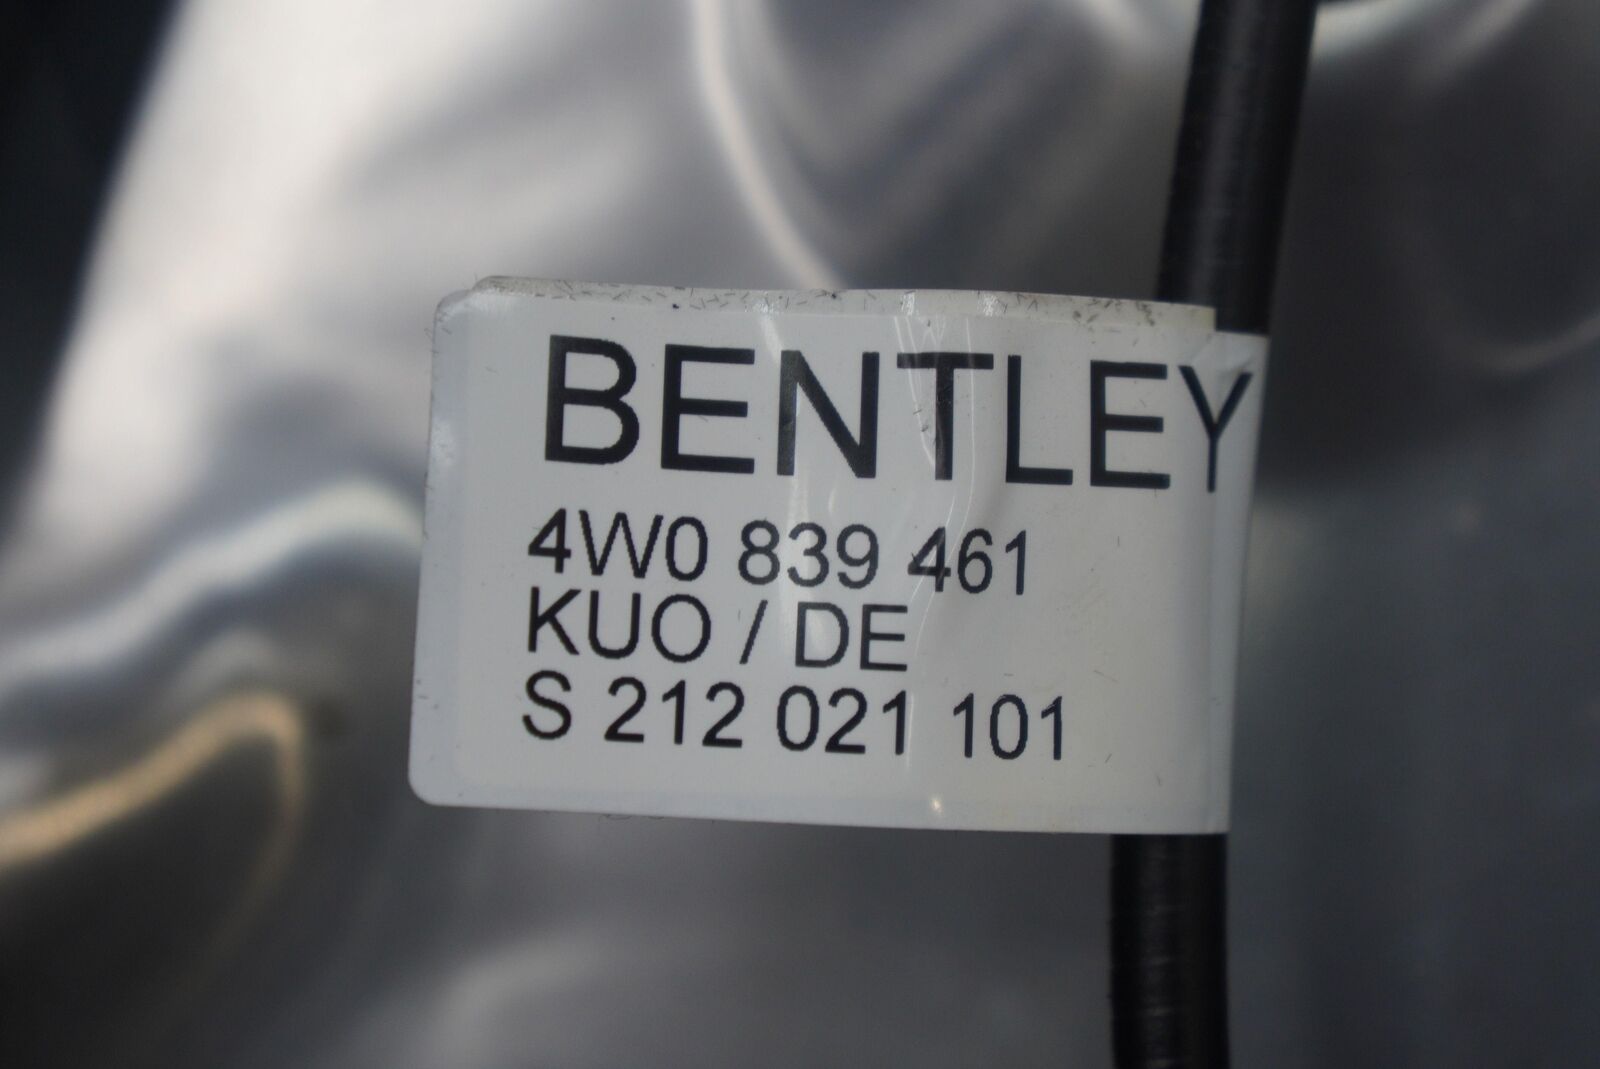 BENTLEY
4W0 839 461
KUO / DE
S 212 021 101